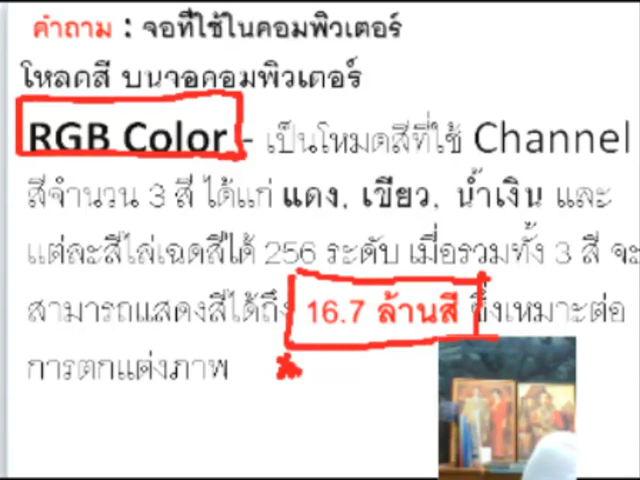 คำถาม : จอที่ใช้ในคอมพิวเตอร์
โหลดสี บนาอคอมพิวเตอร์
RGB Color - เป็นโหมดสีที่ใช้ Channel
สีจำนวน 3 สี ได้แก่ แดง, เขียว, น้ำเงิน และ
แต่ละสีไล่เฉดสีได้ 256 ระดับ เมื่อรวมทั้ง 3 สี จะ
สามารถแสดงสีได้ถึง 16.7 ล้านสี ซึ่งเหมาะต่อ
การตกแต่งภาพ